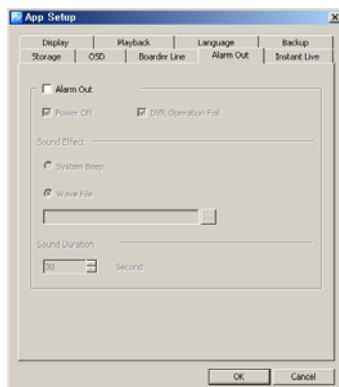 App Setup
Display Playback Language Backup
Storage OSD Boarder Line Alarm Out Instant Live
Alarm Out
Power Off DVR Operation Fail
Sound Effect
System Beep
Wave File
...
Sound Duration
30 Second
OK Cancel